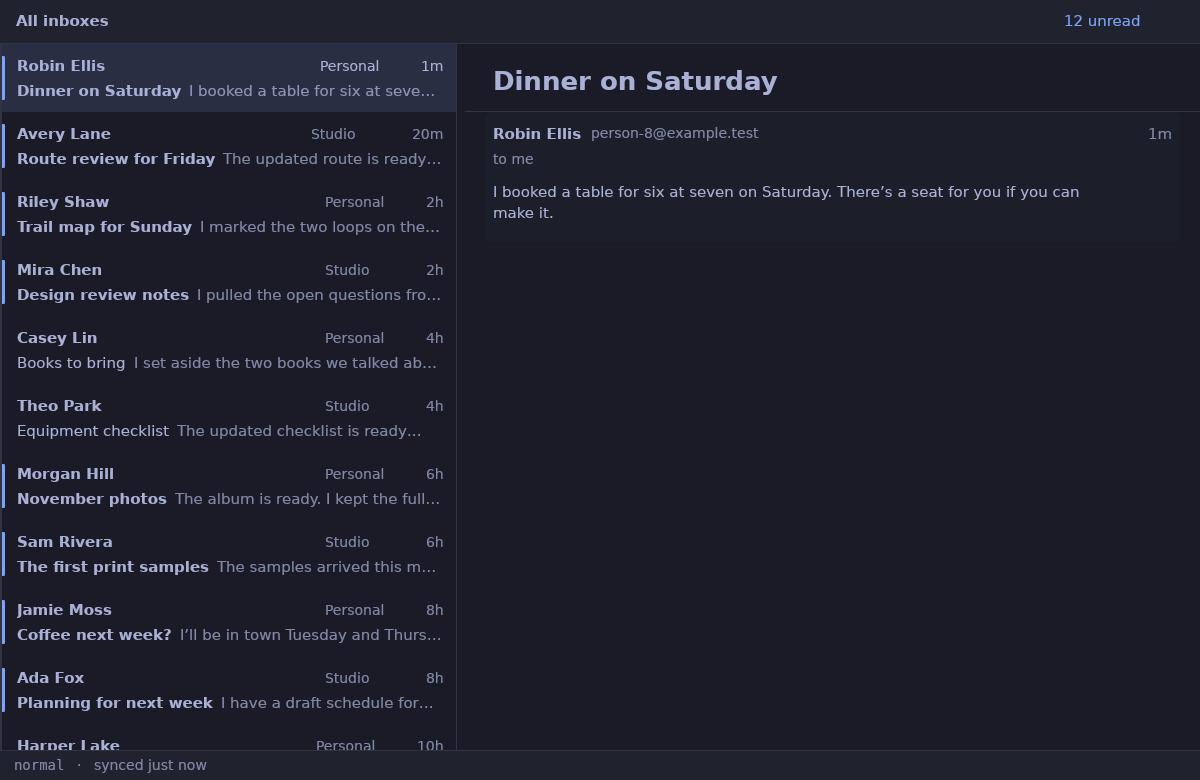 All inboxes
12 unread
Robin Ellis Personal 1m
Dinner on Saturday I booked a table for six at seve…
Avery Lane Studio 20m
Route review for Friday The updated route is ready…
Riley Shaw Personal 2h
Trail map for Sunday I marked the two loops on the…
Mira Chen Studio 2h
Design review notes I pulled the open questions fro…
Casey Lin Personal 4h
Books to bring I set aside the two books we talked ab…
Theo Park Studio 4h
Equipment checklist The updated checklist is ready…
Morgan Hill Personal 6h
November photos The album is ready. I kept the full…
Sam Rivera Studio 6h
The first print samples The samples arrived this m…
Jamie Moss Personal 8h
Coffee next week? I’ll be in town Tuesday and Thurs…
Ada Fox Studio 8h
Planning for next week I have a draft schedule for…
Harper Lake Personal 10h
Dinner on Saturday
Robin Ellis person-8@example.test 1m
to me
I booked a table for six at seven on Saturday. There’s a seat for you if you can
make it.
normal · synced just now